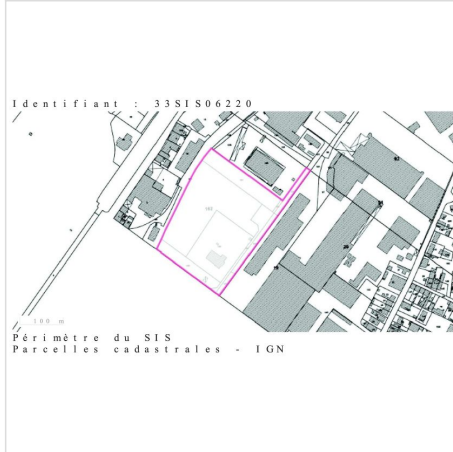 Identifiant : 33SIS06220
100 m
Périmètre du SIS
Parcelles cadastrales - IGN